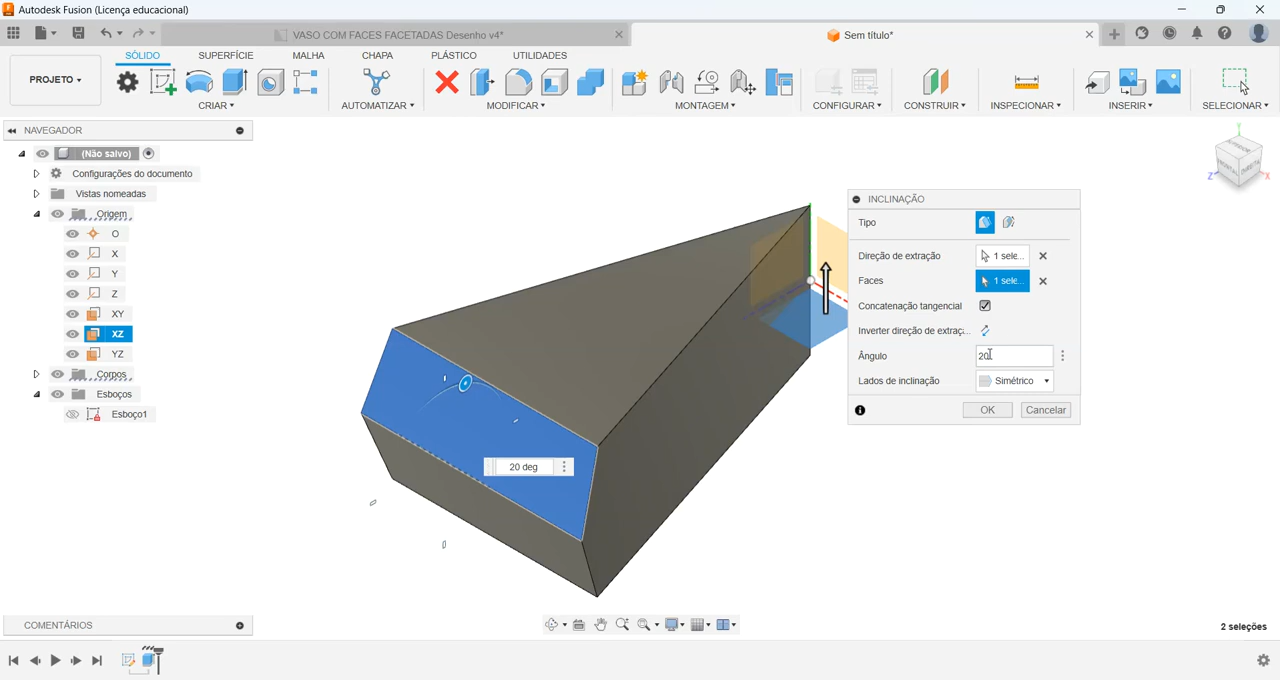 Autodesk Fusion (Licença educacional)
VASO COM FACES FACETADAS Desenho v4*
Sem título*
SÓLIDO SUPERFÍCIE MALHA CHAPA PLÁSTICO UTILIDADES
PROJETO
CRIAR AUTOMATIZAR MODIFICAR MONTAGEM CONFIGURAR CONSTRUIR INSPECIONAR INSERIR SELECIONAR
NAVEGADOR
(Não salvo)
Configurações do documento
Vistas nomeadas
Origem
O
X
Y
Z
XY
XZ
YZ
Corpos
Esboços
Esboço1
Y
Z
X
INCLINAÇÃO
Tipo
Direção de extração 1 sele...
Faces 1 sele...
Concatenação tangencial
Inverter direção de extraç...
Ângulo 20
Lados de inclinação Simétrico
OK Cancelar
20 deg
COMENTÁRIOS
2 seleções